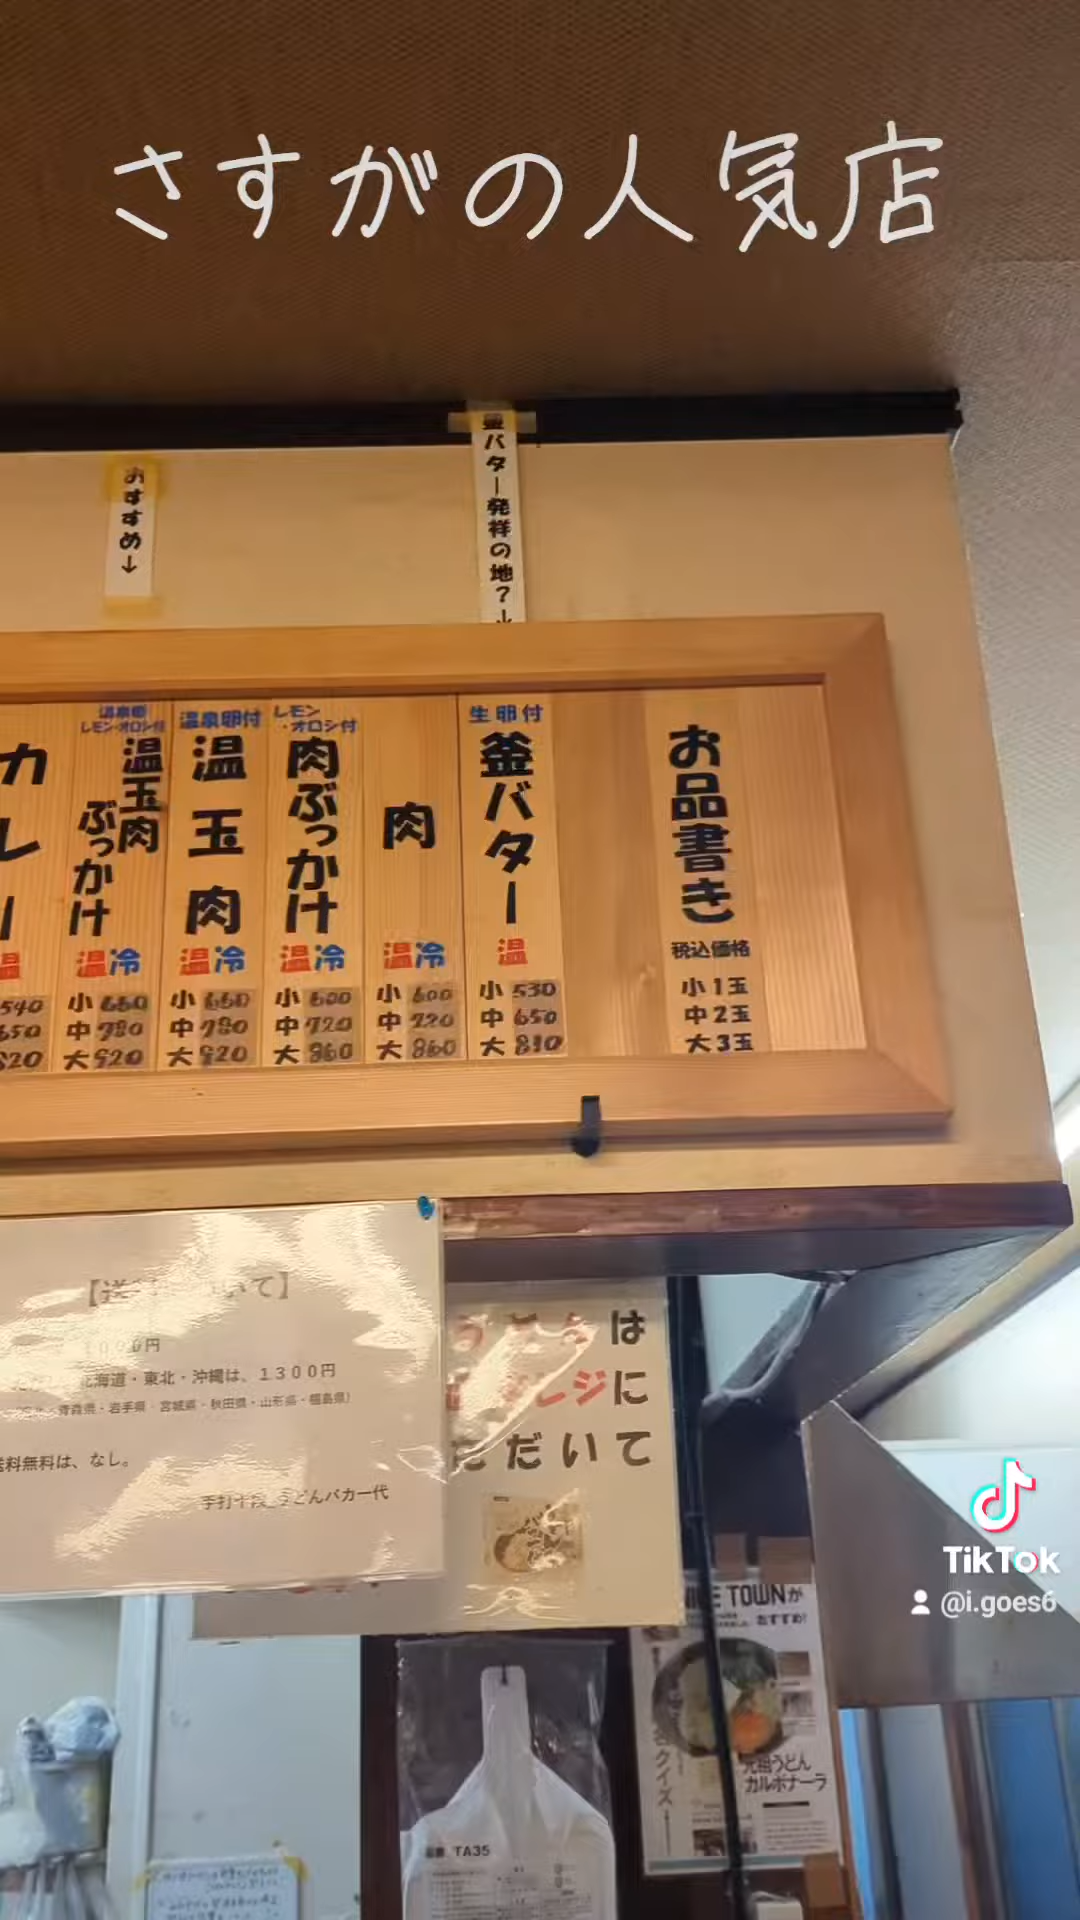 さすがの人気店
釜バター発祥の地?↓
おすすめ↓
お品書き
税込価格
小1玉
中2玉
大3玉
生卵付
釜バター
温
小 530
中 650
大 810
肉
温冷
小 600
中 720
大 860
レモン
・オロシ付
肉ぶっかけ
温冷
小 600
中 720
大 860
温泉卵付
温玉肉
温冷
小 660
中 780
大 920
温泉卵
レモン・オロシ付
温玉肉
ぶっかけ
温冷
小 660
中 780
大 920
カレー
温
540
650
820
海道・東北・沖縄は、1300円
青森県・岩手県・宮城県・秋田県・山形県・福島県)
送料無料は、なし。
うどんバカ一代
は
レジに
ただいて
NICE TOWNが
おすすめ!
クイズ
元祖うどん
カルボナーラ
TA35
TikTok
@i.goes6